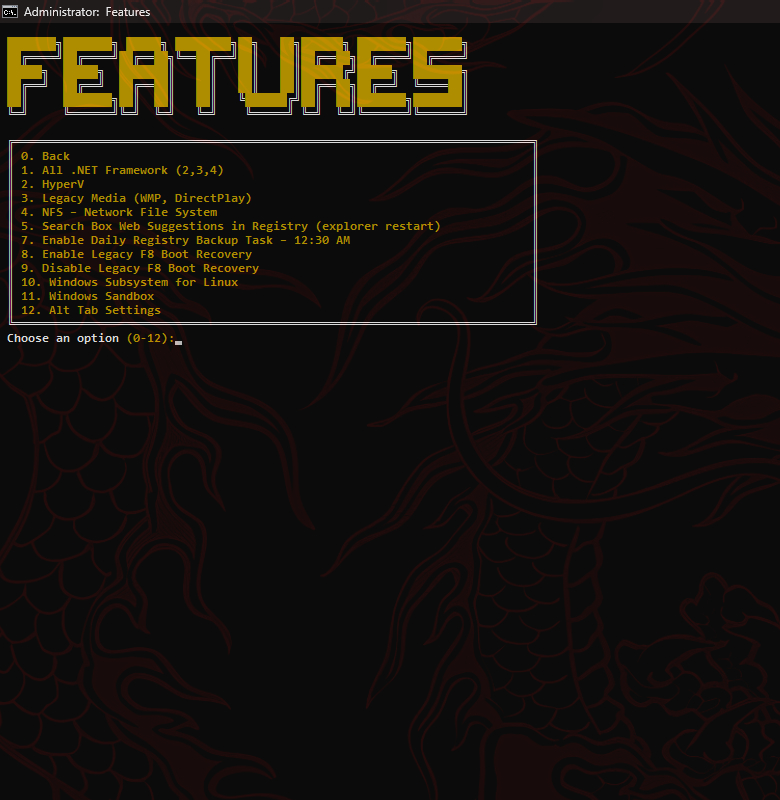 Administrator: Features
FEATURES
0. Back
1. All .NET Framework (2,3,4)
2. HyperV
3. Legacy Media (WMP, DirectPlay)
4. NFS - Network File System
5. Search Box Web Suggestions in Registry (explorer restart)
7. Enable Daily Registry Backup Task - 12:30 AM
8. Enable Legacy F8 Boot Recovery
9. Disable Legacy F8 Boot Recovery
10. Windows Subsystem for Linux
11. Windows Sandbox
12. Alt Tab Settings
Choose an option (0-12):